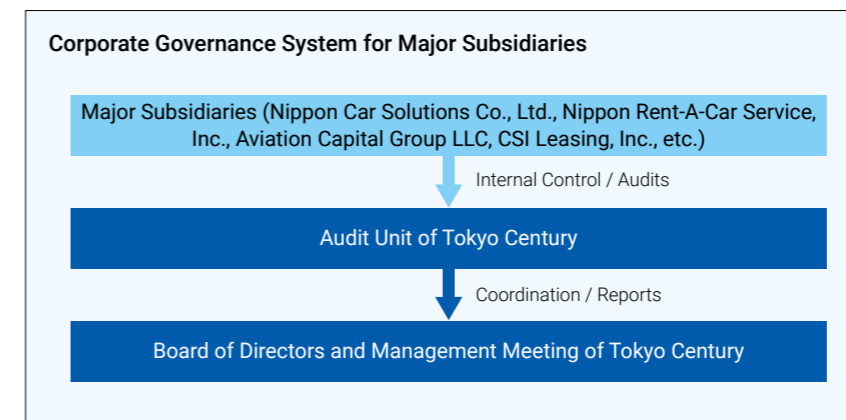 Corporate Governance System for Major Subsidiaries
Major Subsidiaries (Nippon Car Solutions Co., Ltd., Nippon Rent-A-Car Service,
Inc., Aviation Capital Group LLC, CSI Leasing, Inc., etc.)
Internal Control / Audits
Audit Unit of Tokyo Century
Coordination / Reports
Board of Directors and Management Meeting of Tokyo Century